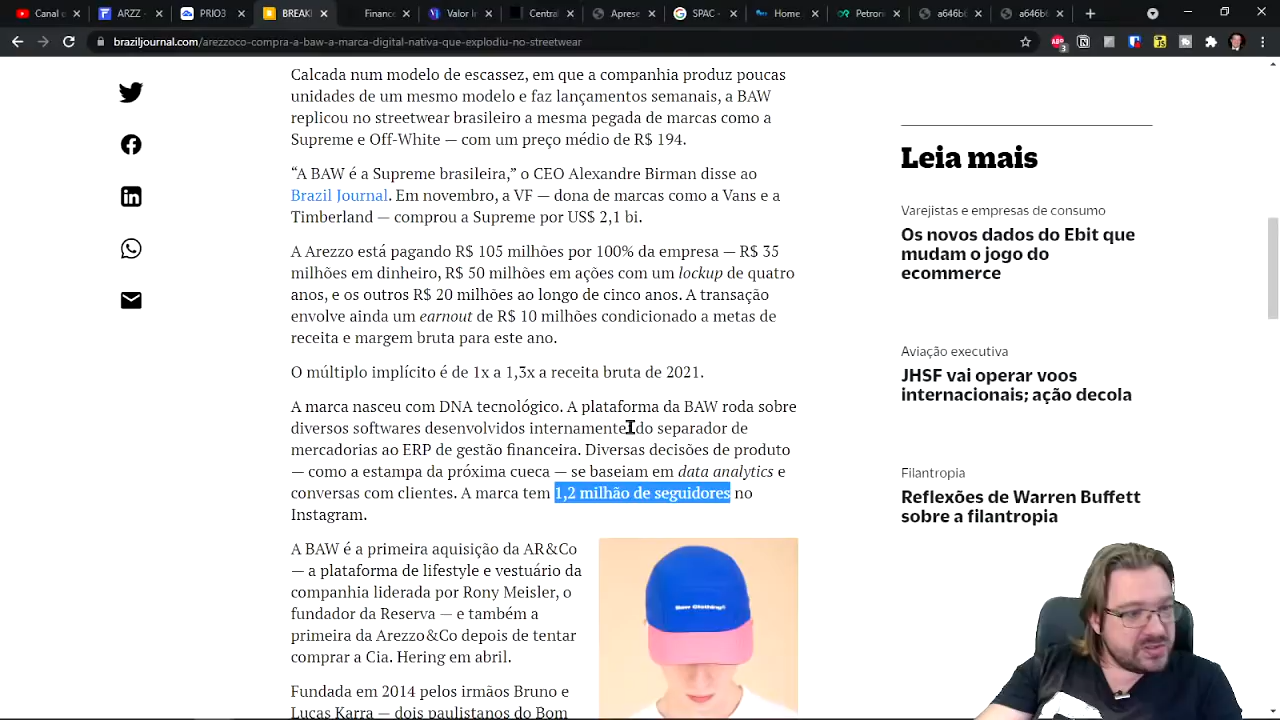 Canal
ARZZ
PRIO3
BREAK
Financ
Valor I
Central
Aprese
SPAC
Home
Petror
a646b
a646b
braziljournal.com/arezzoco-compra-a-baw-a-marca-digital-nativa-que-explodiu-no-streetwear
3
Calcada num modelo de escassez, em que a companhia produz poucas
unidades de um mesmo modelo e faz lançamentos semanais, a BAW
replicou no streetwear brasileiro a mesma pegada de marcas como a
Supreme e Off-White — com um preço médio de R$ 194.
“A BAW é a Supreme brasileira,” o CEO Alexandre Birman disse ao
Brazil Journal. Em novembro, a VF — dona de marcas como a Vans e a
Timberland — comprou a Supreme por US$ 2,1 bi.
A Arezzo está pagando R$ 105 milhões por 100% da empresa — R$ 35
milhões em dinheiro, R$ 50 milhões em ações com um lockup de quatro
anos, e os outros R$ 20 milhões ao longo de cinco anos. A transação
envolve ainda um earnout de R$ 10 milhões condicionado a metas de
receita e margem bruta para este ano.
O múltiplo implícito é de 1x a 1,3x a receita bruta de 2021.
A marca nasceu com DNA tecnológico. A plataforma da BAW roda sobre
diversos softwares desenvolvidos internamente, do separador de
mercadorias ao ERP de gestão financeira. Diversas decisões de produto
— como a estampa da próxima cueca — se baseiam em data analytics e
conversas com clientes. A marca tem 1,2 milhão de seguidores no
Instagram.
A BAW é a primeira aquisição da AR&Co
— a plataforma de lifestyle e vestuário da
companhia liderada por Rony Meisler, o
fundador da Reserva — e também a
primeira da Arezzo&Co depois de tentar
comprar a Cia. Hering em abril.
Fundada em 2014 pelos irmãos Bruno e
Lucas Karra — dois paulistanos do Bom
Leia mais
Varejistas e empresas de consumo
Os novos dados do Ebit que
mudam o jogo do
ecommerce
Aviação executiva
JHSF vai operar voos
internacionais; ação decola
Filantropia
Reflexões de Warren Buffett
sobre a filantropia